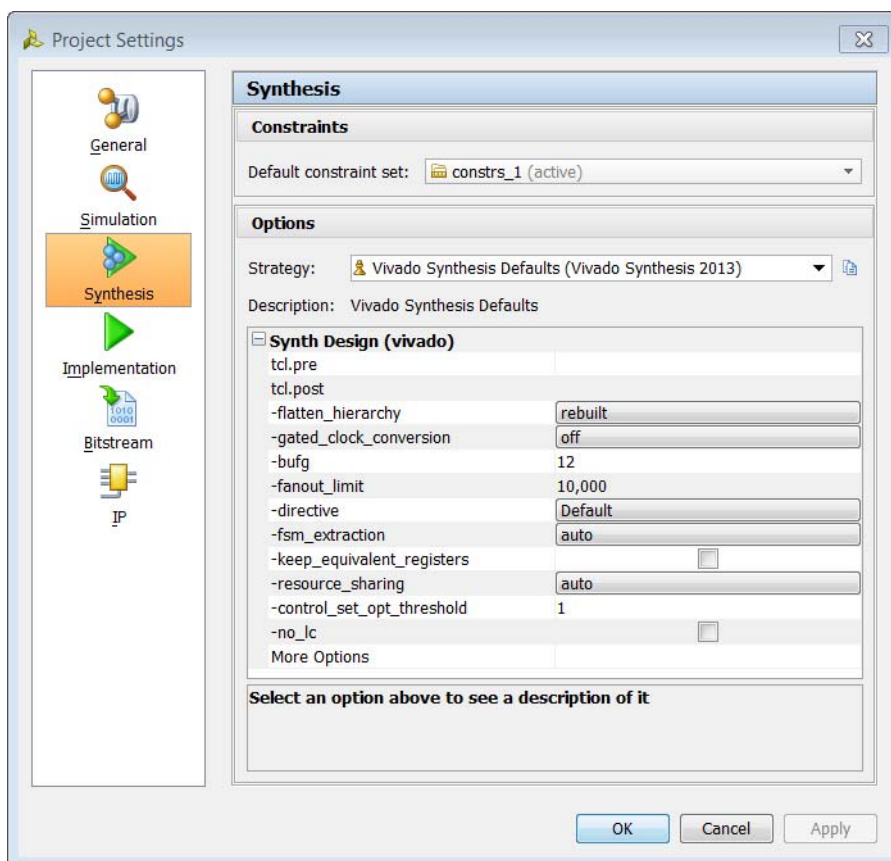 Project Settings
General
Simulation
Synthesis
Implementation
1010
0001
Bitstream
IP
Synthesis
Constraints
Default constraint set: constrs_1 (active)
Options
Strategy: Vivado Synthesis Defaults (Vivado Synthesis 2013)
Description: Vivado Synthesis Defaults
Synth Design (vivado)
tcl.pre
tcl.post
-flatten_hierarchy rebuilt
-gated_clock_conversion off
-bufg 12
-fanout_limit 10,000
-directive Default
-fsm_extraction auto
-keep_equivalent_registers
-resource_sharing auto
-control_set_opt_threshold 1
-no_lc
More Options
Select an option above to see a description of it
OK Cancel Apply